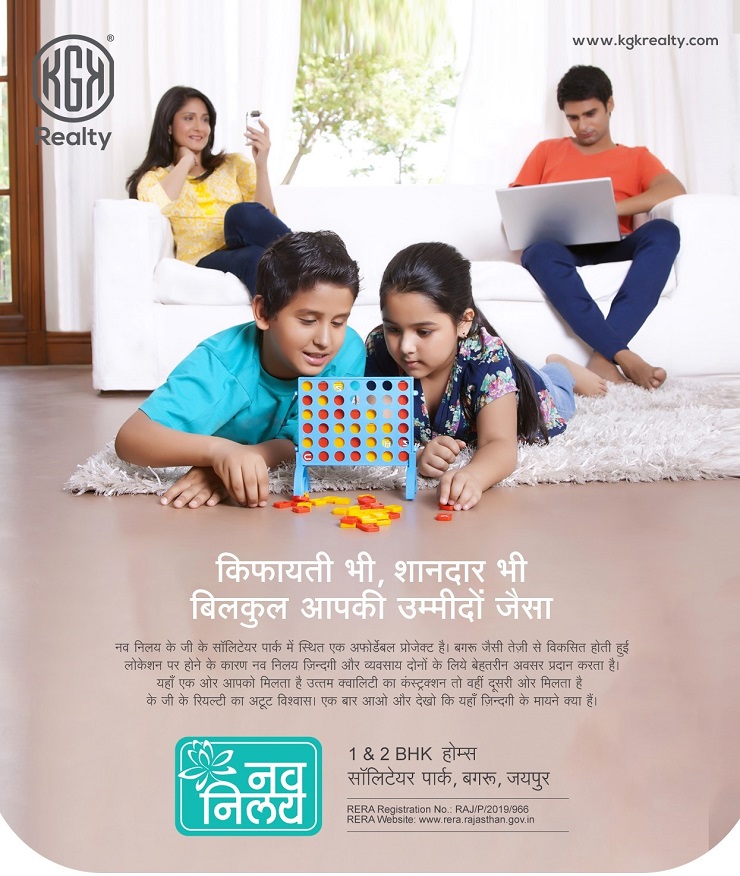 KGK®
Realty
www.kgkrealty.com
किफायती भी, शानदार भी
बिलकुल आपकी उम्मीदों जैसा
नव निलय के जी के सॉलिटेयर पार्क में स्थित एक अफोर्डेबल प्रोजेक्ट है। बगरू जैसी तेज़ी से विकसित होती हुई
लोकेशन पर होने के कारण नव निलय ज़िन्दगी और व्यवसाय दोनों के लिये बेहतरीन अवसर प्रदान करता है।
यहाँ एक ओर आपको मिलता है उत्तम क्वालिटी का कंस्ट्रक्शन तो वहीं दूसरी ओर मिलता है
के जी के रियल्टी का अटूट विश्वास। एक बार आओ और देखो कि यहाँ ज़िन्दगी के मायने क्या हैं।
नव
निलय
1 & 2 BHK होम्स
सॉलिटेयर पार्क, बगरू, जयपुर
RERA Registration No.: RAJ/P/2019/966
RERA Website: www.rera.rajasthan.gov.in